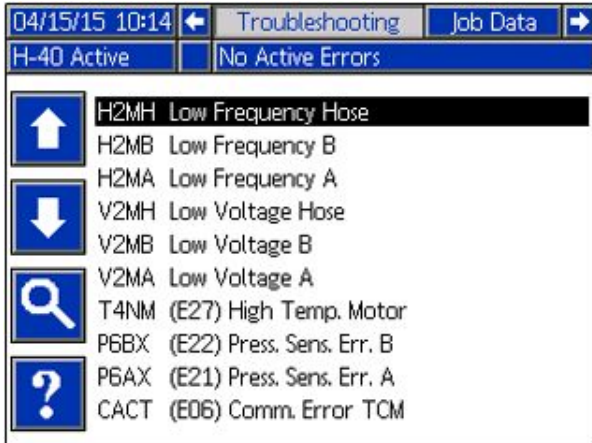 04/15/15 10:14 Troubleshooting Job Data
H-40 Active No Active Errors
H2MH Low Frequency Hose
H2MB Low Frequency B
H2MA Low Frequency A
V2MH Low Voltage Hose
V2MB Low Voltage B
V2MA Low Voltage A
T4NM (E27) High Temp. Motor
P6BX (E22) Press. Sens. Err. B
P6AX (E21) Press. Sens. Err. A
CACT (E06) Comm. Error TCM
?